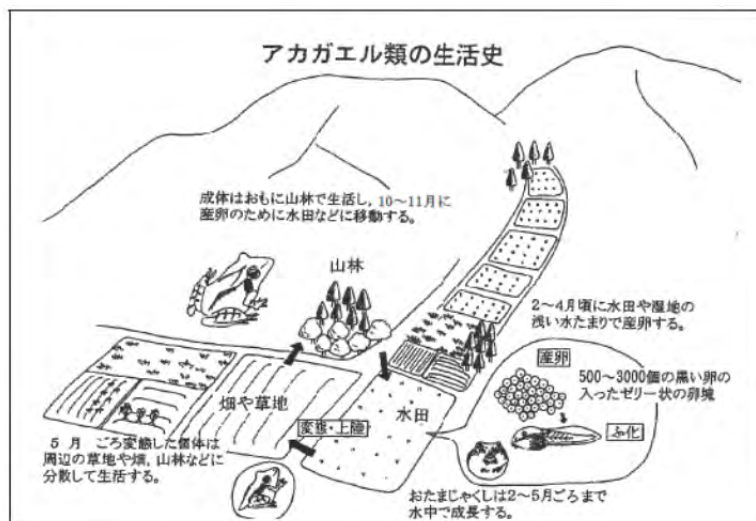 アカガエル類の生活史
成体はおもに山林で生活し，10～11月に
産卵のために水田などに移動する。
山林
2～4月頃に水田や湿地の
浅い水たまりで産卵する。
産卵
500～3000個の黒い卵の
入ったゼリー状の卵塊
ふ化
畑や草地
水田
変態・上陸
5 月 ごろ変態した個体は
周辺の草地や畑，山林などに
分散して生活する。
おたまじゃくしは2～5月ごろまで
水中で成長する。